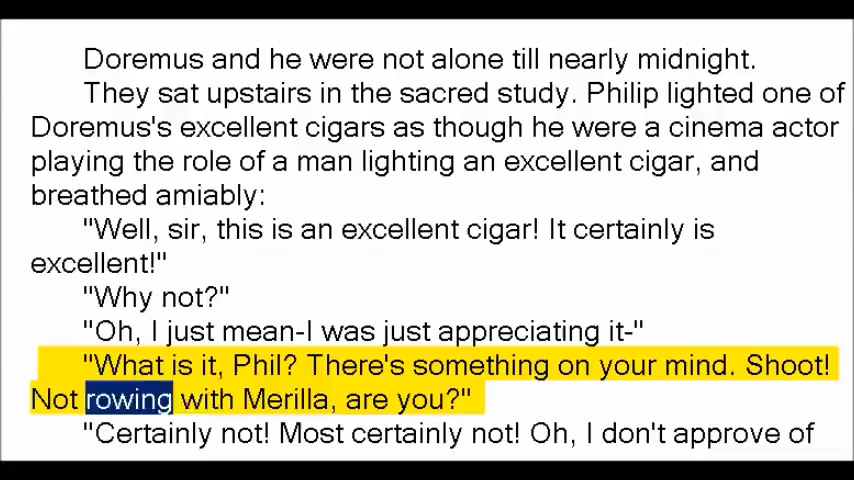 Doremus and he were not alone till nearly midnight.
They sat upstairs in the sacred study. Philip lighted one of
Doremus's excellent cigars as though he were a cinema actor
playing the role of a man lighting an excellent cigar, and
breathed amiably:
"Well, sir, this is an excellent cigar! It certainly is
excellent!"
"Why not?"
"Oh, I just mean-I was just appreciating it-"
"What is it, Phil? There's something on your mind. Shoot!
Not rowing with Merilla, are you?"
"Certainly not! Most certainly not! Oh, I don't approve of